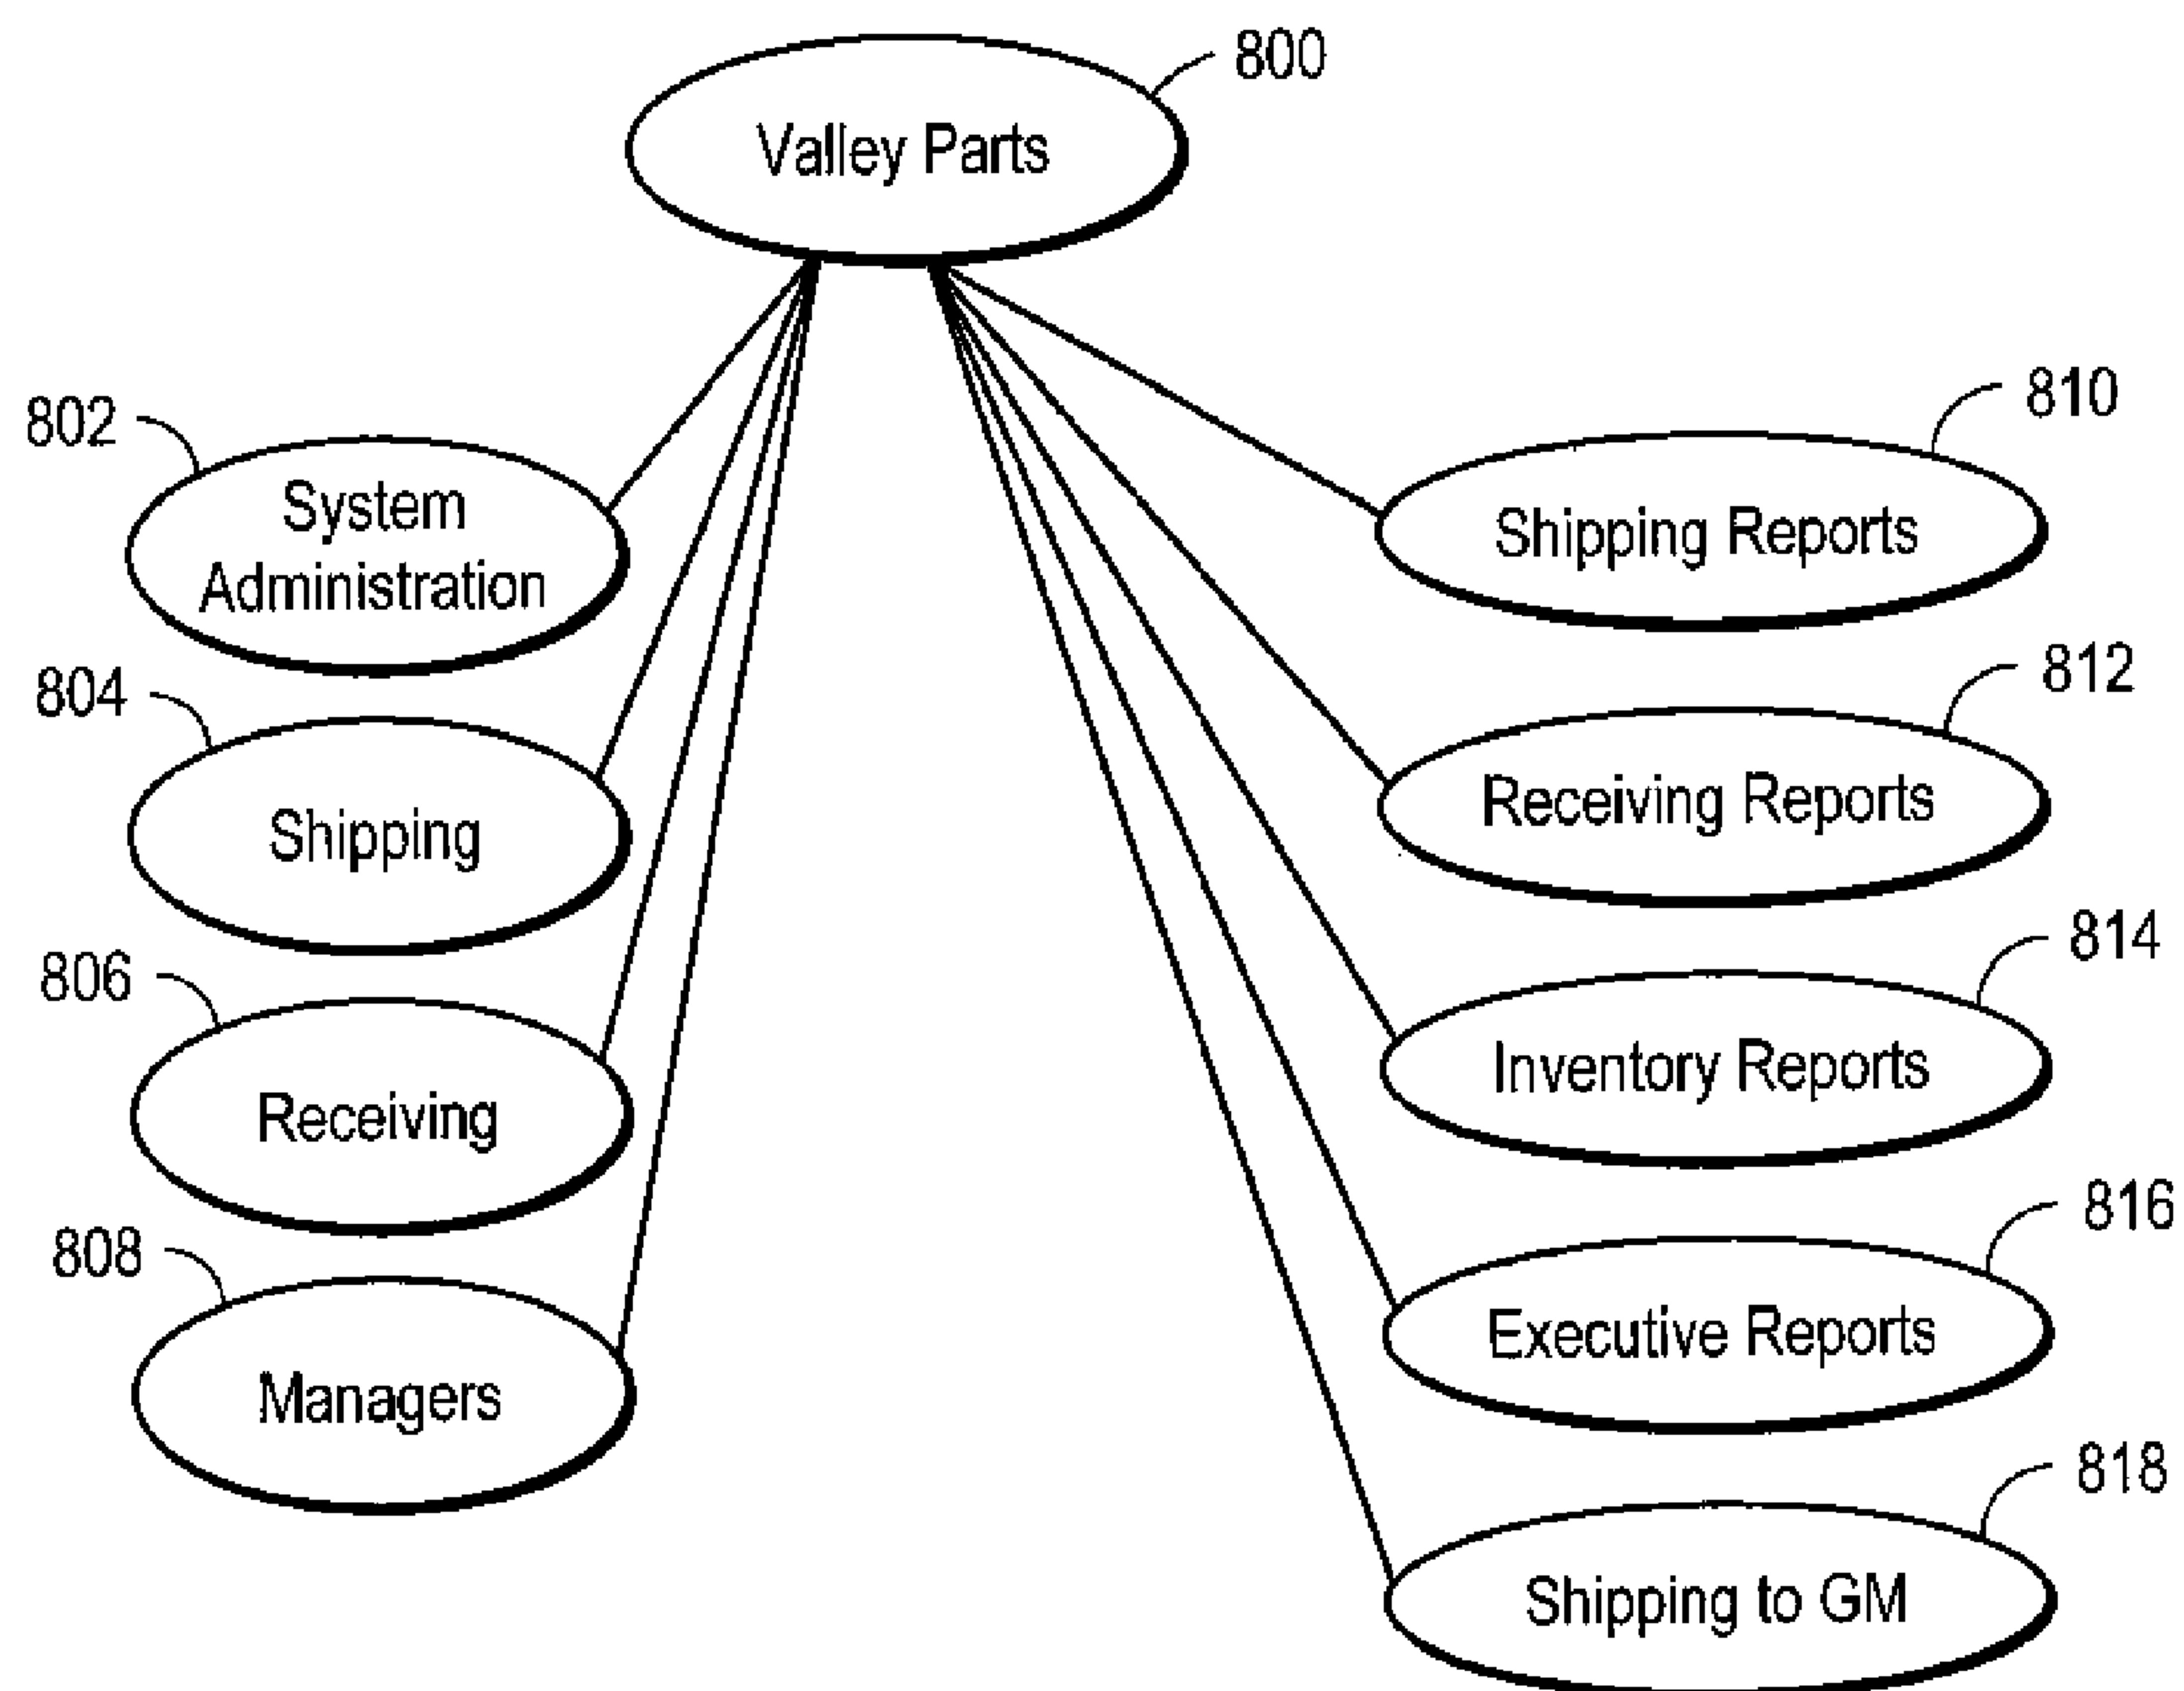 800
Valley Parts
802
System
Administration
804
Shipping
806
Receiving
808
Managers
810
Shipping Reports
812
Receiving Reports
814
Inventory Reports
816
Executive Reports
818
Shipping to GM